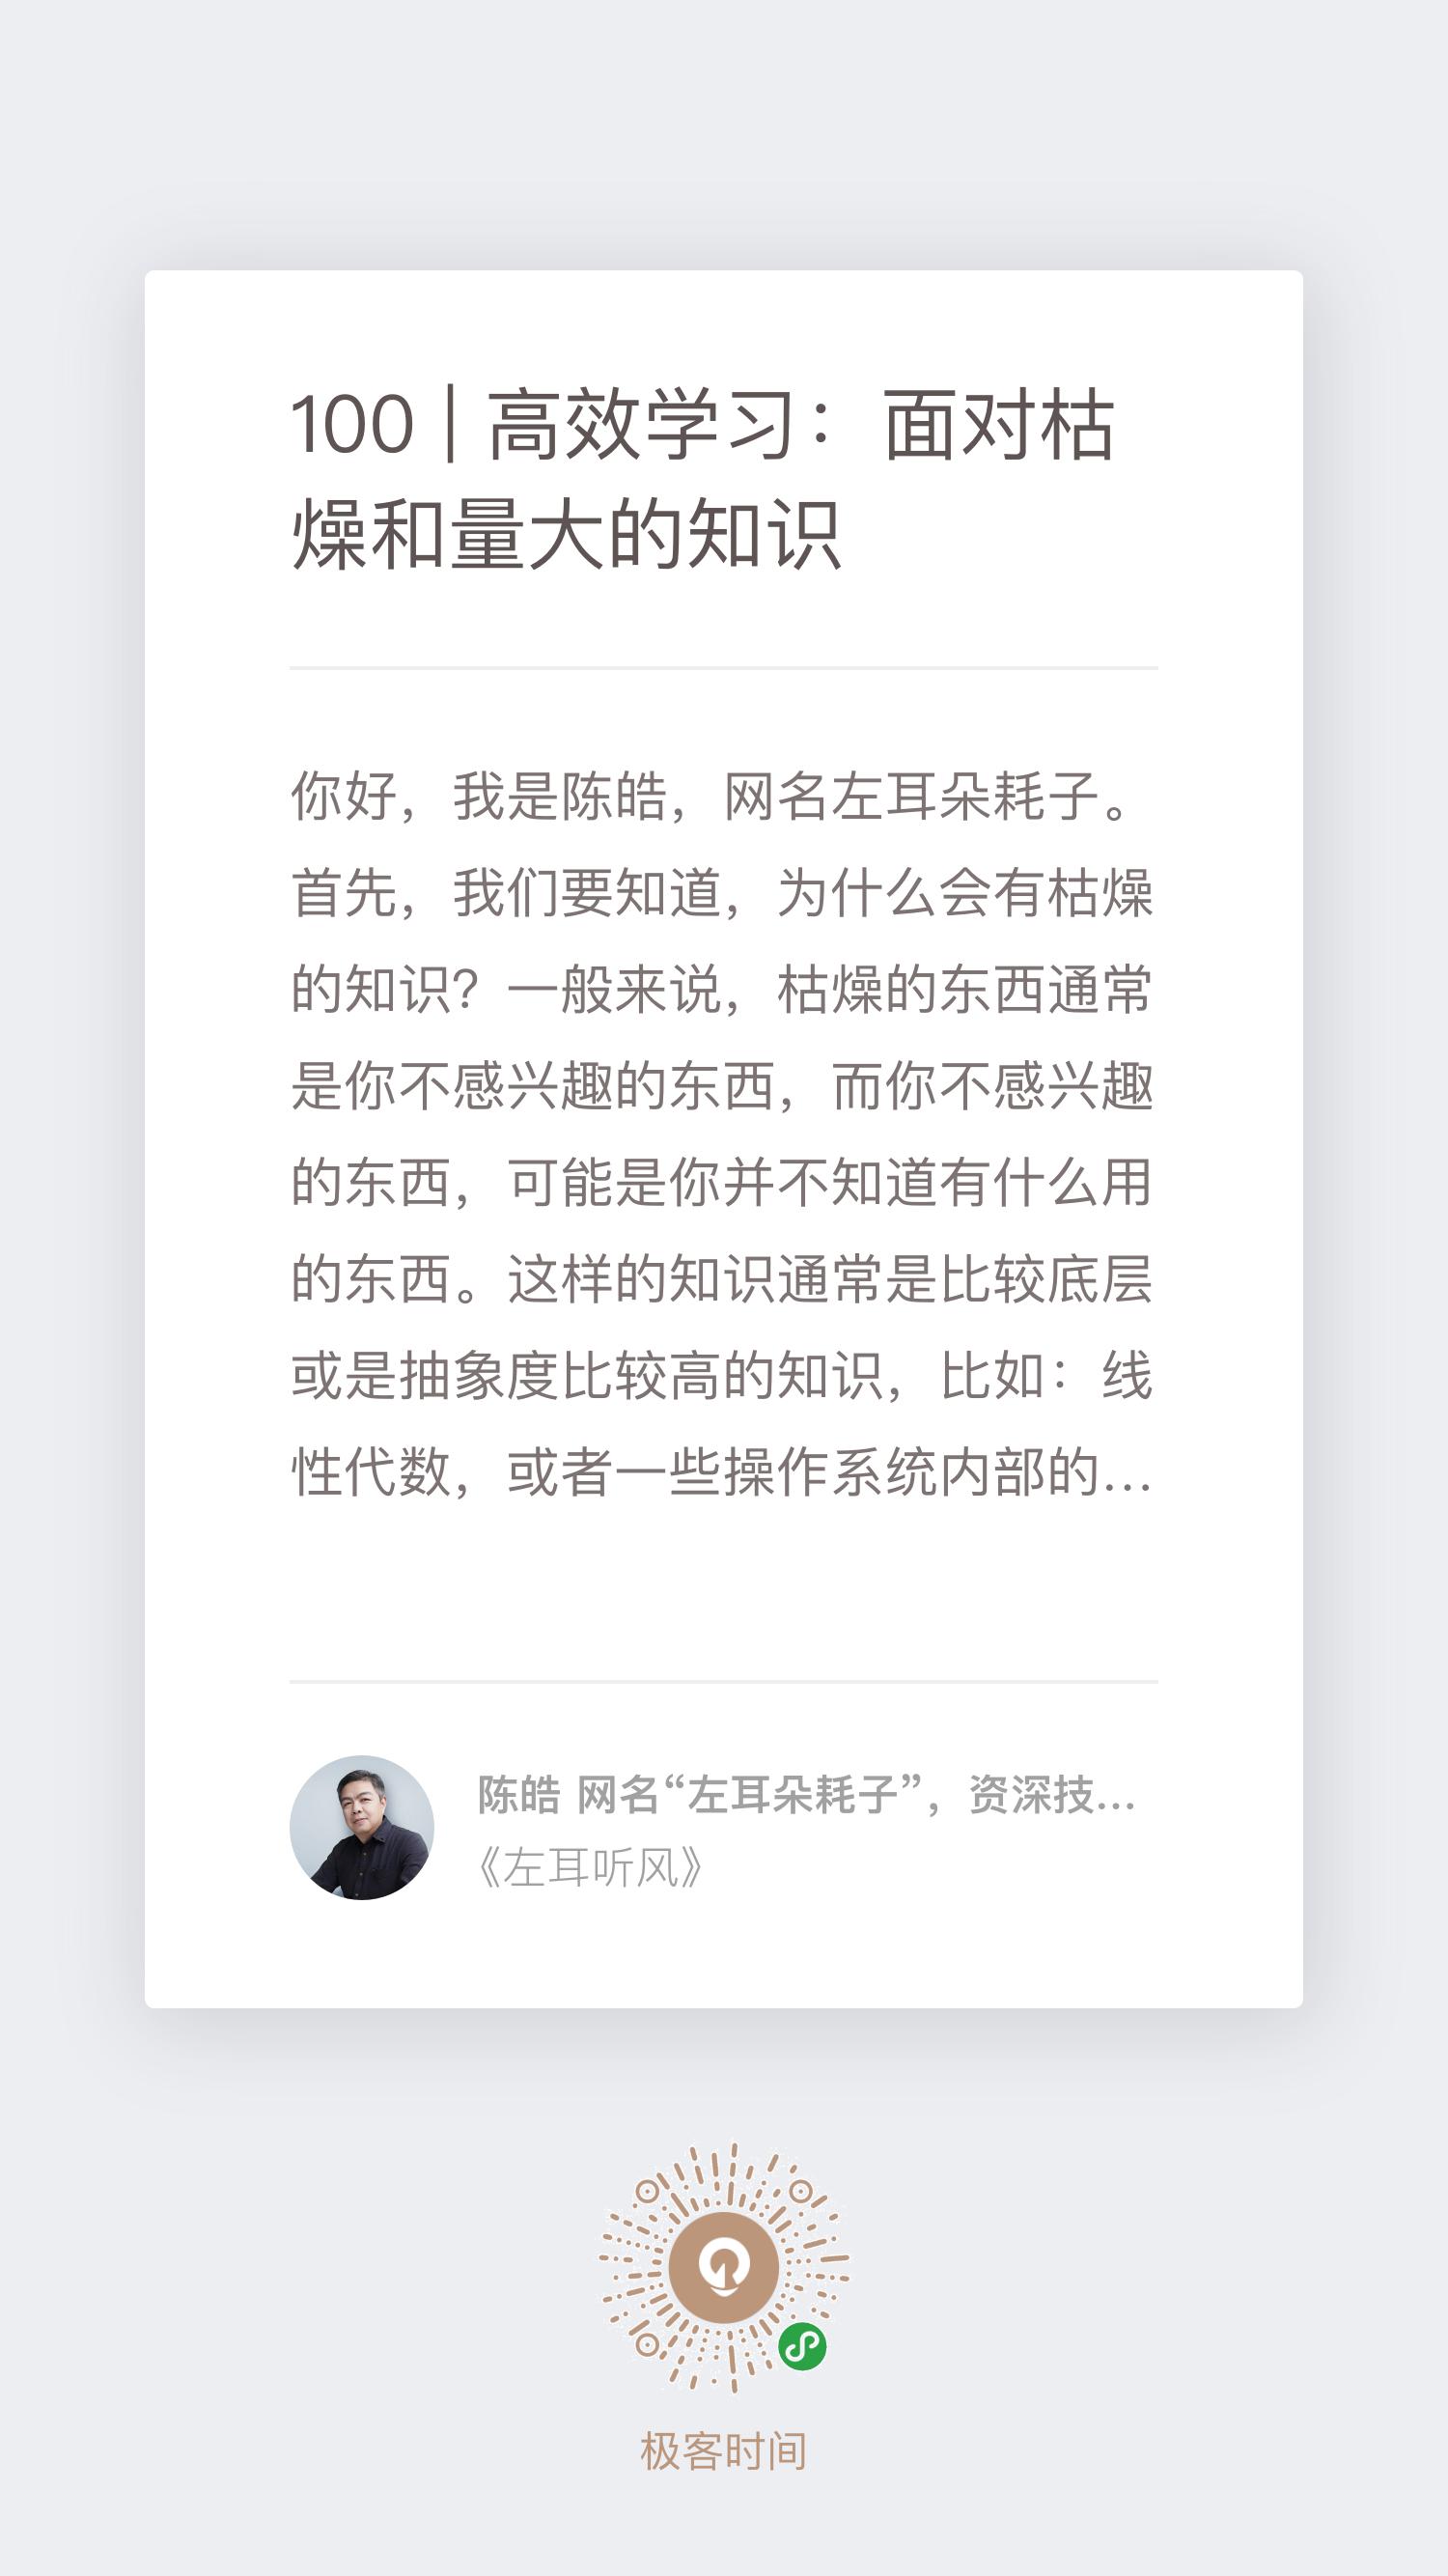 100 | 高效学习：面对枯
燥和量大的知识
你好，我是陈皓，网名左耳朵耗子。
首先，我们要知道，为什么会有枯燥
的知识？一般来说，枯燥的东西通常
是你不感兴趣的东西，而你不感兴趣
的东西，可能是你并不知道有什么用
的东西。这样的知识通常是比较底层
或是抽象度比较高的知识，比如：线
性代数，或者一些操作系统内部的...
陈皓 网名“左耳朵耗子”，资深技...
《左耳听风》
极客时间